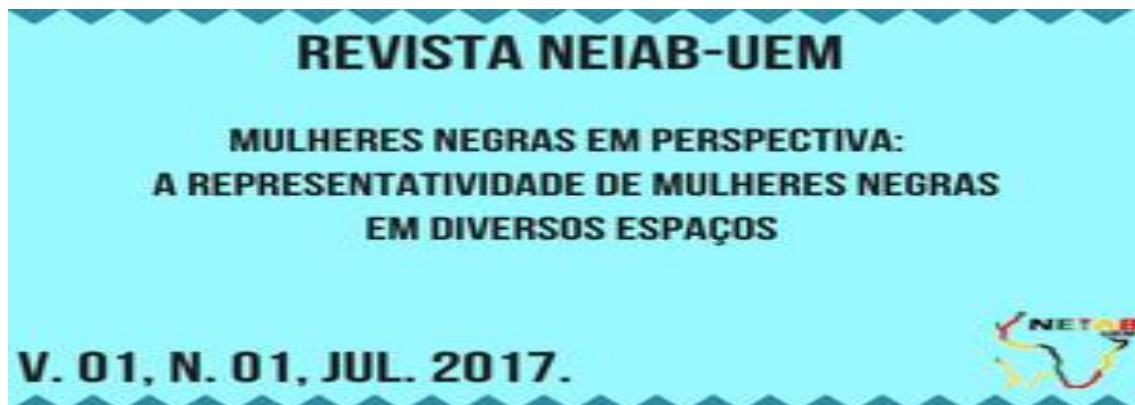 REVISTA NEIAB-UEM
MULHERES NEGRAS EM PERSPECTIVA:
A REPRESENTATIVIDADE DE MULHERES NEGRAS
EM DIVERSOS ESPAÇOS
V. 01, N. 01, JUL. 2017.